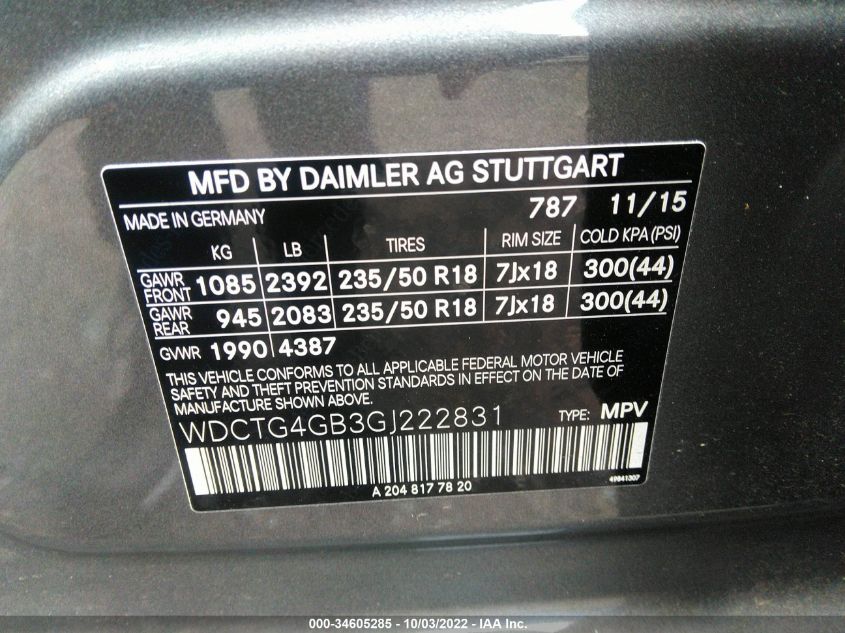 MFD BY DAIMLER AG STUTTGART
MADE IN GERMANY 787 11/15
KG LB TIRES RIM SIZE COLD KPA (PSI)
GAWR FRONT 1085 2392 235/50 R18 7Jx18 300(44)
GAWR REAR 945 2083 235/50 R18 7Jx18 300(44)
GVWR 1990 4387
THIS VEHICLE CONFORMS TO ALL APPLICABLE FEDERAL MOTOR VEHICLE
SAFETY AND THEFT PREVENTION STANDARDS IN EFFECT ON THE DATE OF
MANUFACTURE SHOWN ABOVE.
WDCTG4GB3GJ222831 TYPE: MPV
A 204 817 78 20 49841307
000-34605285 - 10/03/2022 - IAA Inc.